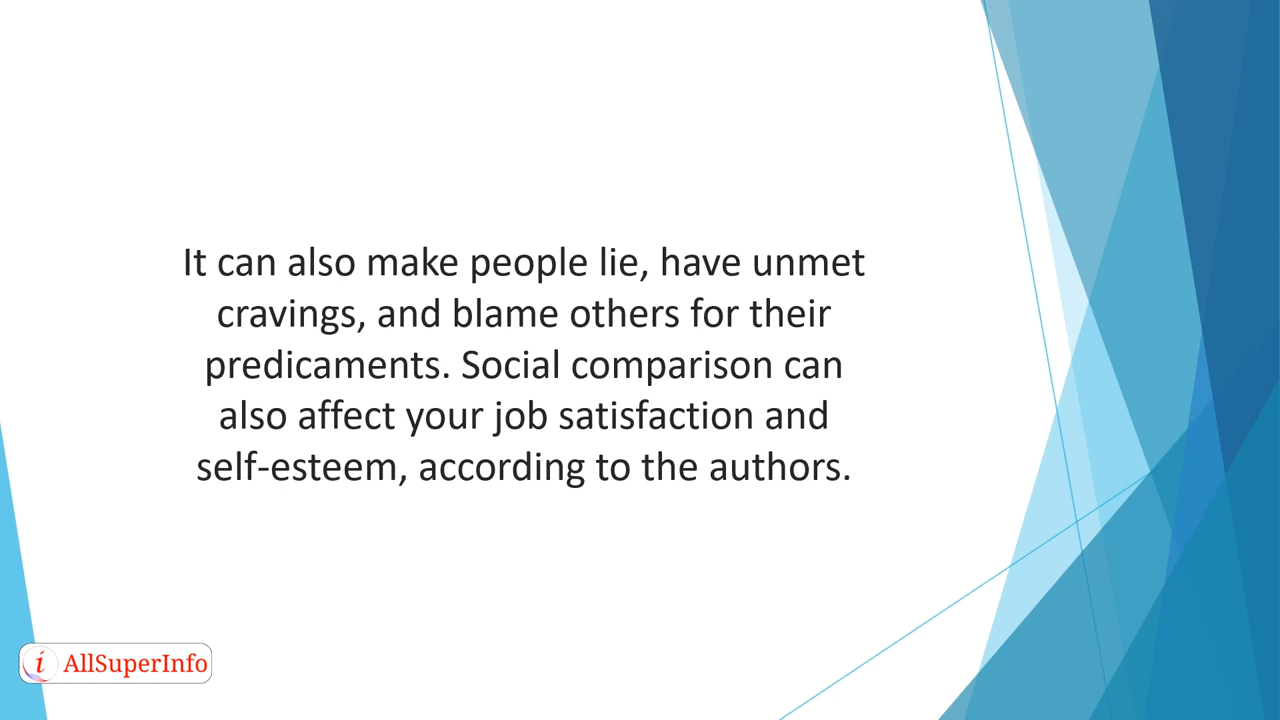 It can also make people lie, have unmet
cravings, and blame others for their
predicaments. Social comparison can
also affect your job satisfaction and
self-esteem, according to the authors.
i AllSuperInfo